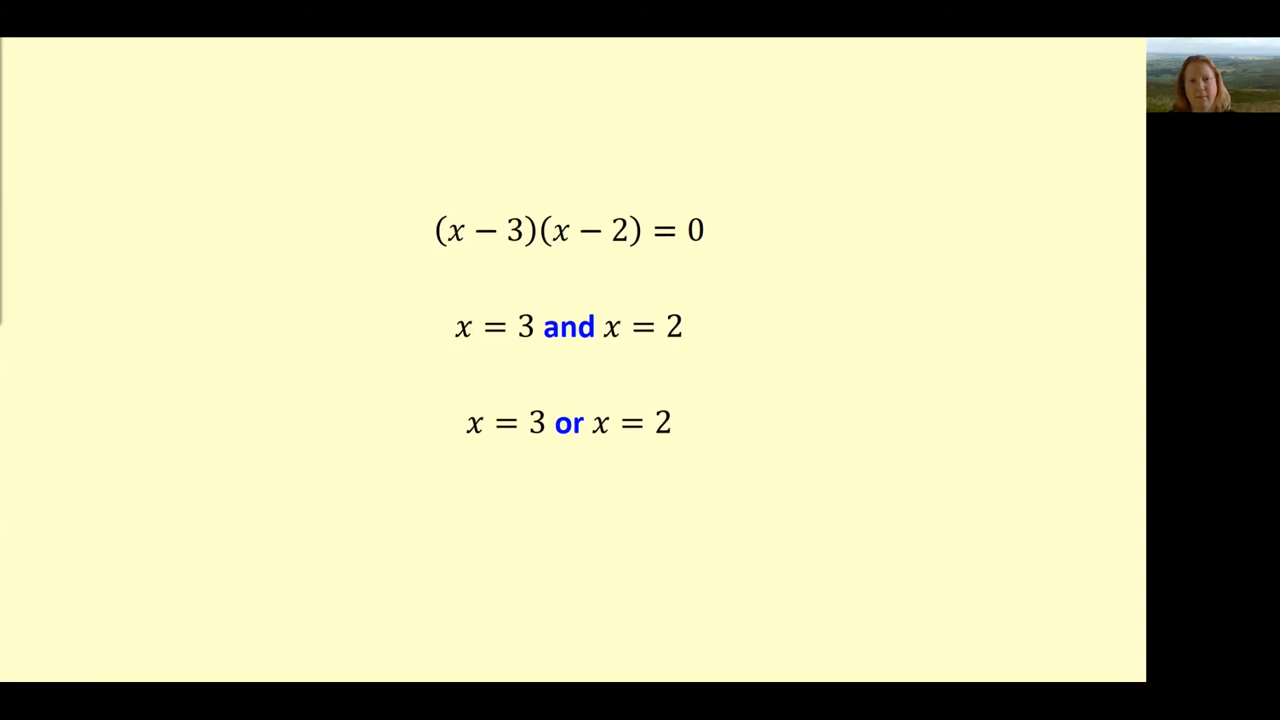 (x − 3)(x − 2) = 0
x = 3 and x = 2
x = 3 or x = 2